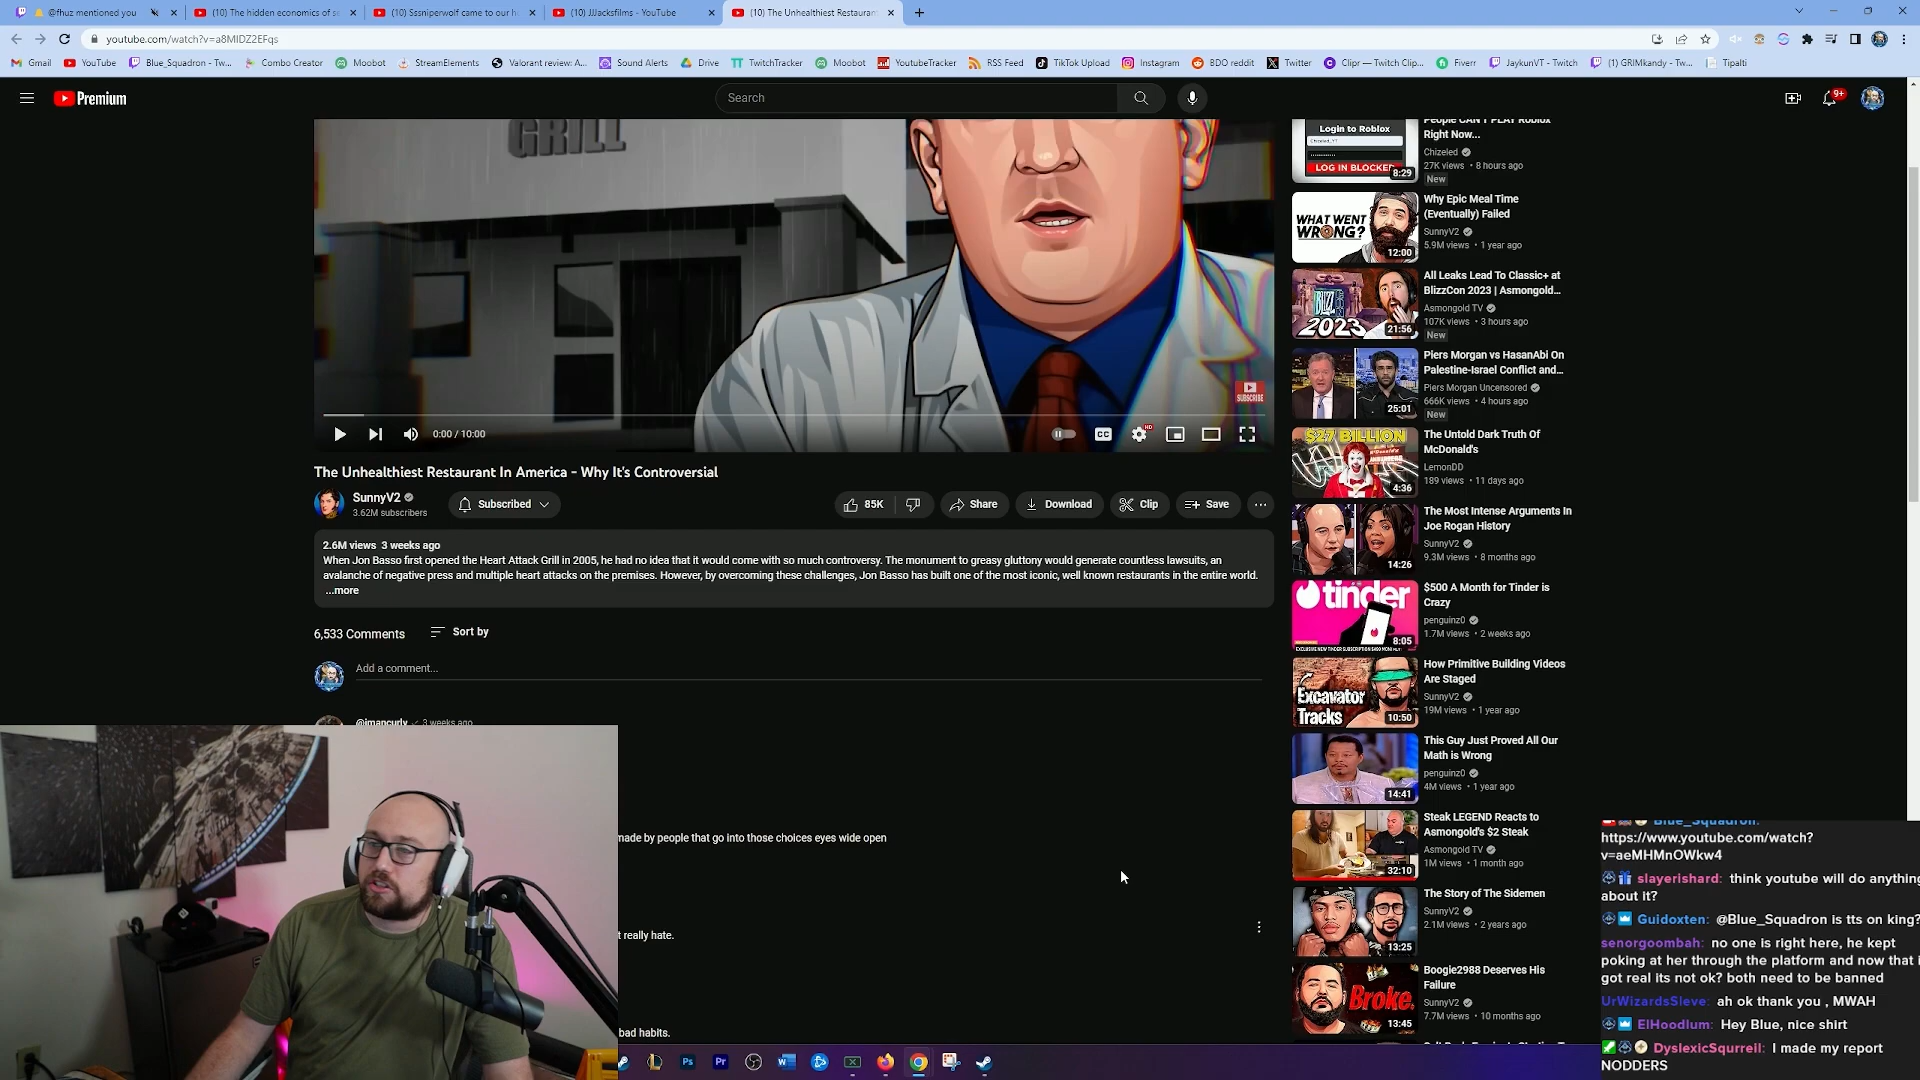 @fhuz mentioned you
(10) The hidden economics of s
(10) Sssniperwolf came to our h
(10) JJJacksfilms - YouTube
(10) The Unhealthiest Restauran
youtube.com/watch?v=a8MIDZ2EFqs
Gmail
YouTube
Blue_Squadron - Tw...
Combo Creator
Moobot
StreamElements
Valorant review: A...
Sound Alerts
Drive
TwitchTracker
Moobot
YoutubeTracker
RSS Feed
TikTok Upload
Instagram
BDO reddit
Twitter
Clipr — Twitch Clip...
Fiverr
JaykunVT - Twitch
(1) GRIMkandy - Tw...
Tipalti
Premium
Search
9+
GRILL
SUBSCRIBE
0:00 / 10:00
CC
HD
The Unhealthiest Restaurant In America - Why It's Controversial
SunnyV2
3.62M subscribers
Subscribed
85K
Share
Download
Clip
Save
2.6M views 3 weeks ago
When Jon Basso first opened the Heart Attack Grill in 2005, he had no idea that it would come with so much controversy. The monument to greasy gluttony would generate countless lawsuits, an
avalanche of negative press and multiple heart attacks on the premises. However, by overcoming these challenges, Jon Basso has built one of the most iconic, well known restaurants in the entire world.
...more
6,533 Comments
Sort by
Add a comment...
@imancurly 3 weeks ago
made by people that go into those choices eyes wide open
t really hate.
bad habits.
Login to Roblox
LOG IN BLOCKED
8:29
People CAN'T PLAY Roblox
Right Now...
Chizeled
27K views • 8 hours ago
New
WHAT WENT
WRONG?
12:00
Why Epic Meal Time
(Eventually) Failed
SunnyV2
5.9M views • 1 year ago
BLIZZ
2023
21:56
All Leaks Lead To Classic+ at
BlizzCon 2023 | Asmongold...
Asmongold TV
107K views • 3 hours ago
New
25:01
Piers Morgan vs HasanAbi On
Palestine-Israel Conflict and...
Piers Morgan Uncensored
666K views • 4 hours ago
New
$27 BILLION
4:36
The Untold Dark Truth Of
McDonald's
LemonDD
189 views • 11 days ago
14:26
The Most Intense Arguments In
Joe Rogan History
SunnyV2
9.3M views • 8 months ago
tinder
8:05
$500 A Month for Tinder is
Crazy
penguinz0
1.7M views • 2 weeks ago
Excavator
Tracks
10:50
How Primitive Building Videos
Are Staged
SunnyV2
19M views • 1 year ago
14:41
This Guy Just Proved All Our
Math is Wrong
penguinz0
4M views • 1 year ago
32:10
Steak LEGEND Reacts to
Asmongold's $2 Steak
Asmongold TV
1M views • 1 month ago
13:25
The Story of The Sidemen
SunnyV2
2.1M views • 2 years ago
Broke.
13:45
Boogie2988 Deserves His
Failure
SunnyV2
7.7M views • 10 months ago
Blue_Squadron:
https://www.youtube.com/watch?
v=aeMHMnOWkw4
slayerishard: think youtube will do anything
about it?
Guidoxten: @Blue_Squadron is tts on king?
senorgoombah: no one is right here, he kept
poking at her through the platform and now that i
got real its not ok? both need to be banned
UrWizardsSleve: ah ok thank you , MWAH
ElHoodlum: Hey Blue, nice shirt
DyslexicSqurreil: I made my report
NODDERS
Ps
Pr